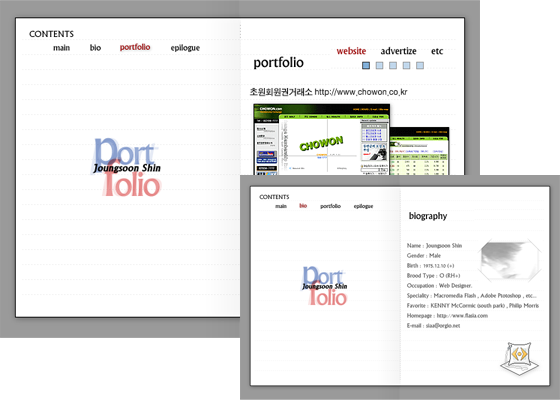 CONTENTS
main bio portfolio epilogue
website advertize etc
portfolio
초원회원권거래소 http://www.chowon.co.kr
CHOWON
Port
Joungsoon Shin
folio
CONTENTS
main bio portfolio epilogue
biography
Port
Joungsoon Shin
folio
Name : Joungsoon Shin
Gender : Male
Birth : 1975.12.10 (+)
Brood Type : O (RH+)
Occupation : Web Designer.
Speciality : Macromedia Flash , Adobe Photoshop , etc...
Favorite : KENNY McCormic (south park) , Philip Morris
Homepage : http://www.flasia.com
E-mail : siaa@orgio.net